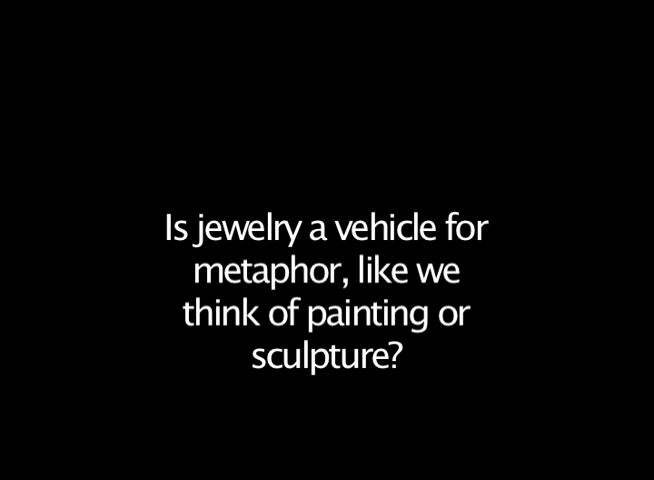 Is jewelry a vehicle for
metaphor, like we
think of painting or
sculpture?